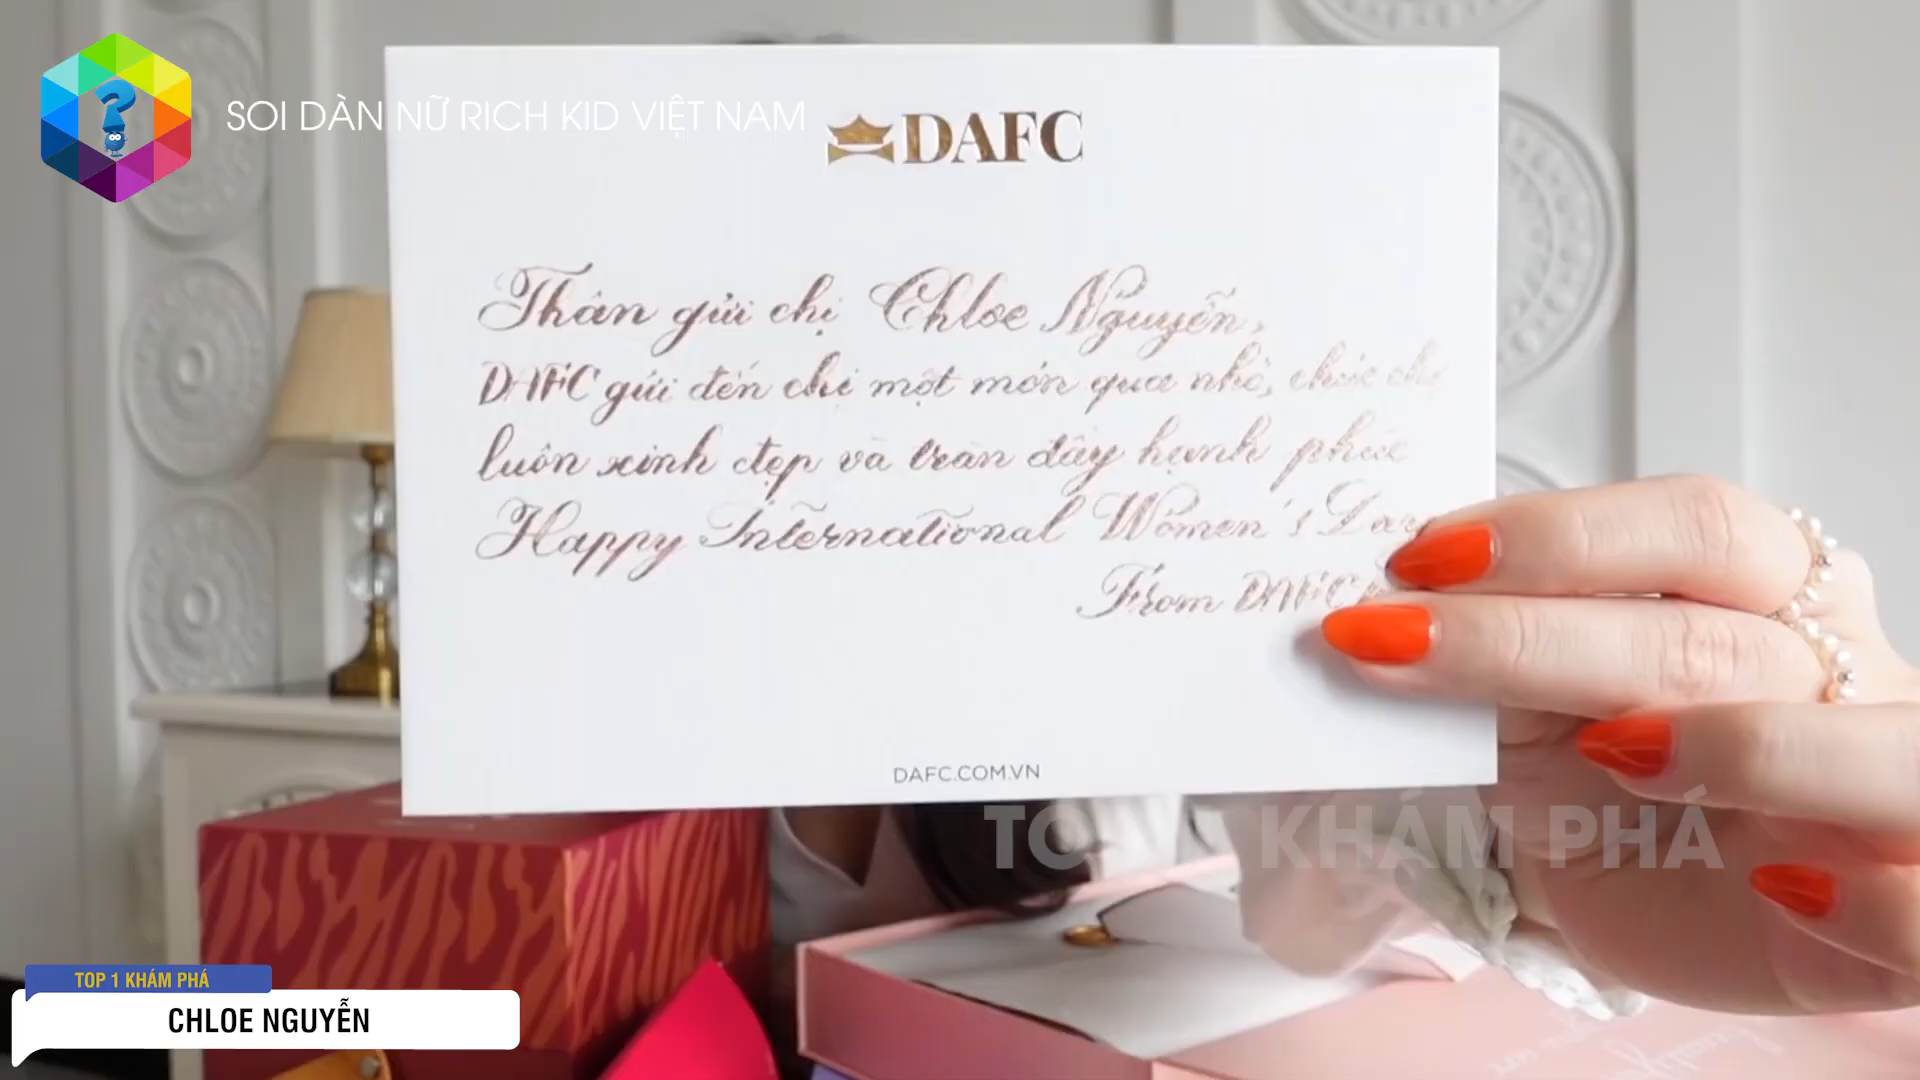 SOI DÀN NỮ RICH KID VIỆT NAM
DAFC
Thân gửi chị Chloe Nguyễn,
DAFC gửi đến chị một món quà nhỏ, chúc chị
luôn xinh đẹp và tràn đầy hạnh phúc
Happy International Women's Day
From DAFC
DAFC.COM.VN
KHÁM PHÁ
TOP 1 KHÁM PHÁ
CHLOE NGUYỄN